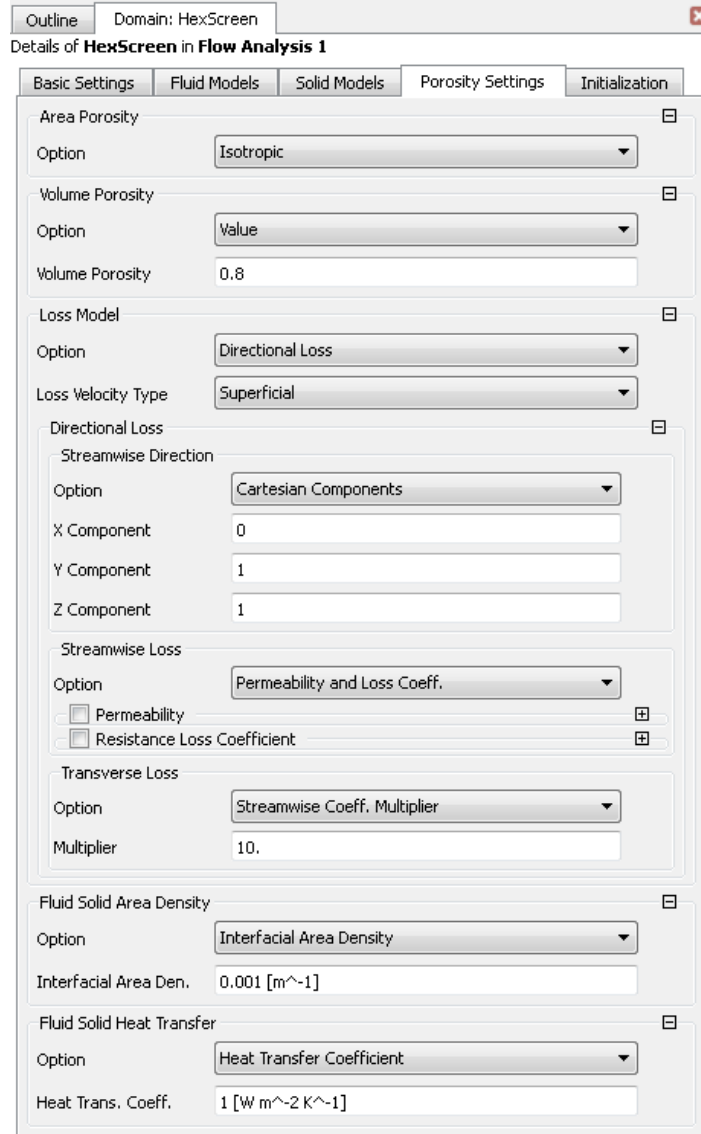 Outline Domain: HexScreen
Details of HexScreen in Flow Analysis 1
Basic Settings Fluid Models Solid Models Porosity Settings Initialization
Area Porosity
Option Isotropic
Volume Porosity
Option Value
Volume Porosity 0.8
Loss Model
Option Directional Loss
Loss Velocity Type Superficial
Directional Loss
Streamwise Direction
Option Cartesian Components
X Component 0
Y Component 1
Z Component 1
Streamwise Loss
Option Permeability and Loss Coeff.
Permeability
Resistance Loss Coefficient
Transverse Loss
Option Streamwise Coeff. Multiplier
Multiplier 10.
Fluid Solid Area Density
Option Interfacial Area Density
Interfacial Area Den. 0.001 [m^-1]
Fluid Solid Heat Transfer
Option Heat Transfer Coefficient
Heat Trans. Coeff. 1 [W m^-2 K^-1]